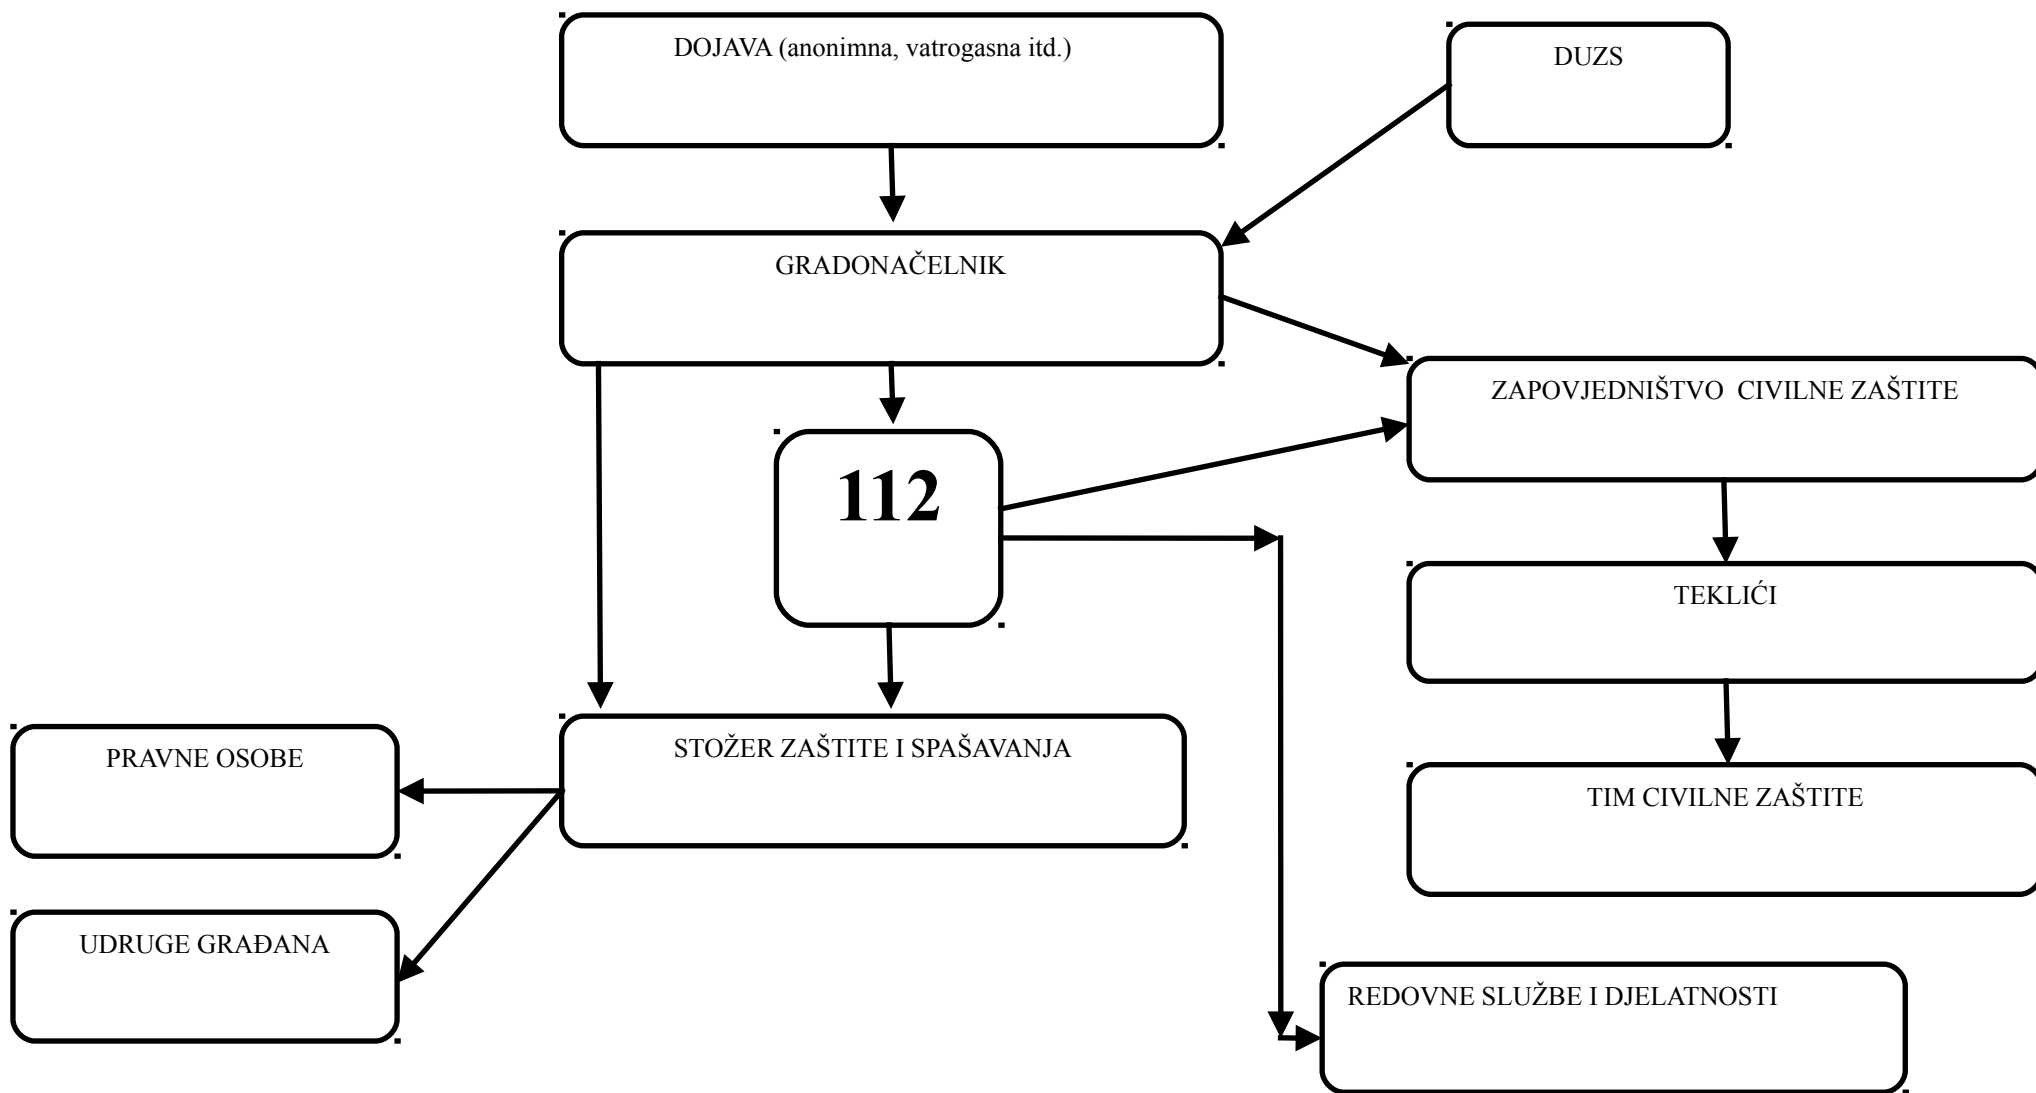 DOJAVA (anonimna, vatrogasna itd.)
DUZS
GRADONAČELNIK
ZAPOVJEDNIŠTVO  CIVILNE ZAŠTITE
112
TEKLIĆI
STOŽER ZAŠTITE I SPAŠAVANJA
PRAVNE OSOBE
TIM CIVILNE ZAŠTITE
UDRUGE GRAĐANA
REDOVNE SLUŽBE I DJELATNOSTI